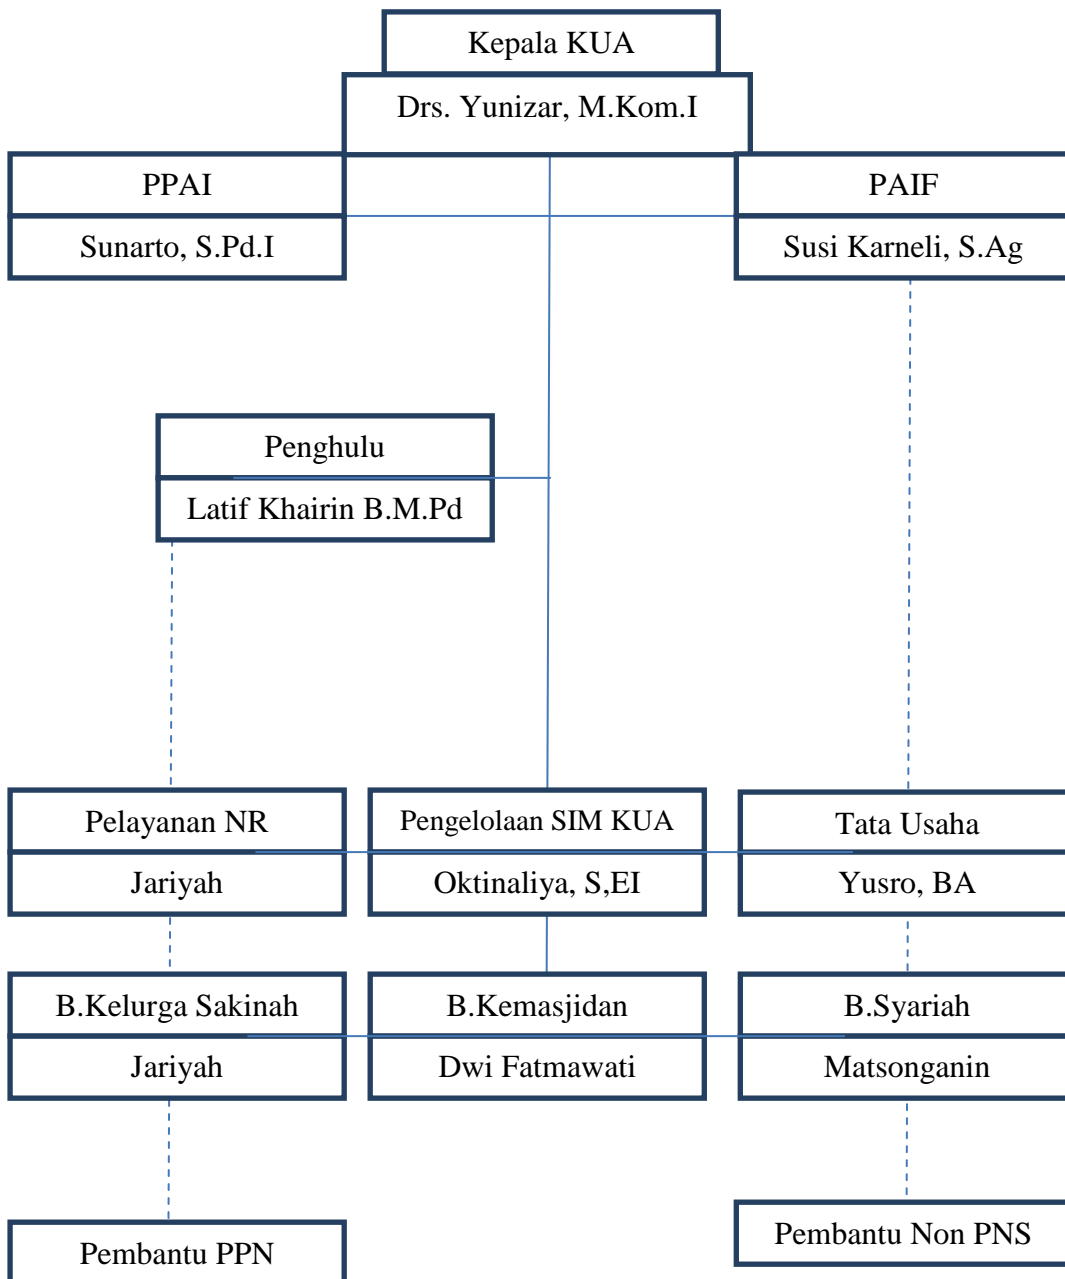 Kepala KUA
Drs. Yunizar, M.Kom.I
PPAI
Sunarto, S.Pd.I
PAIF
Susi Karneli, S.Ag
Penghulu
Latif Khairin B.M.Pd
Pelayanan NR
Jariyah
Pengelolaan SIM KUA
Oktinaliya, S,EI
Tata Usaha
Yusro, BA
B.Kelurga Sakinah
Jariyah
B.Kemasjidan
Dwi Fatmawati
B.Syariah
Matsonganin
Pembantu PPN
Pembantu Non PNS